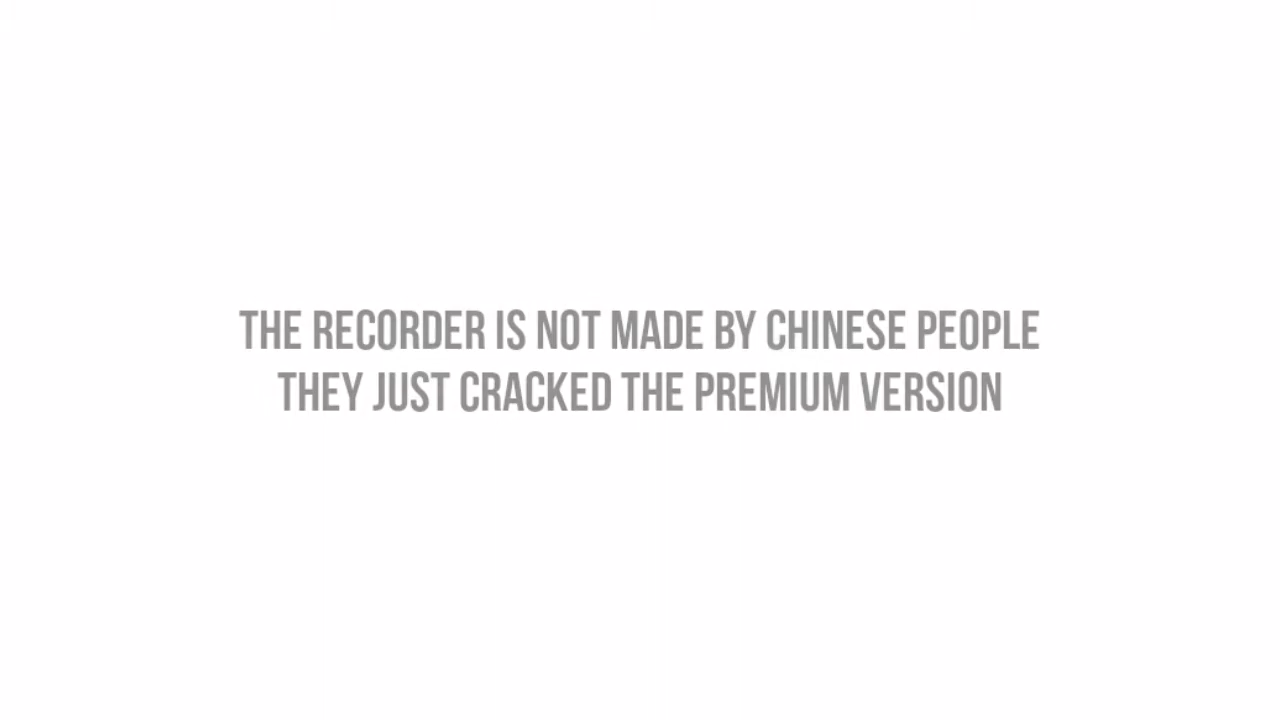 THE RECORDER IS NOT MADE BY CHINESE PEOPLE
THEY JUST CRACKED THE PREMIUM VERSION